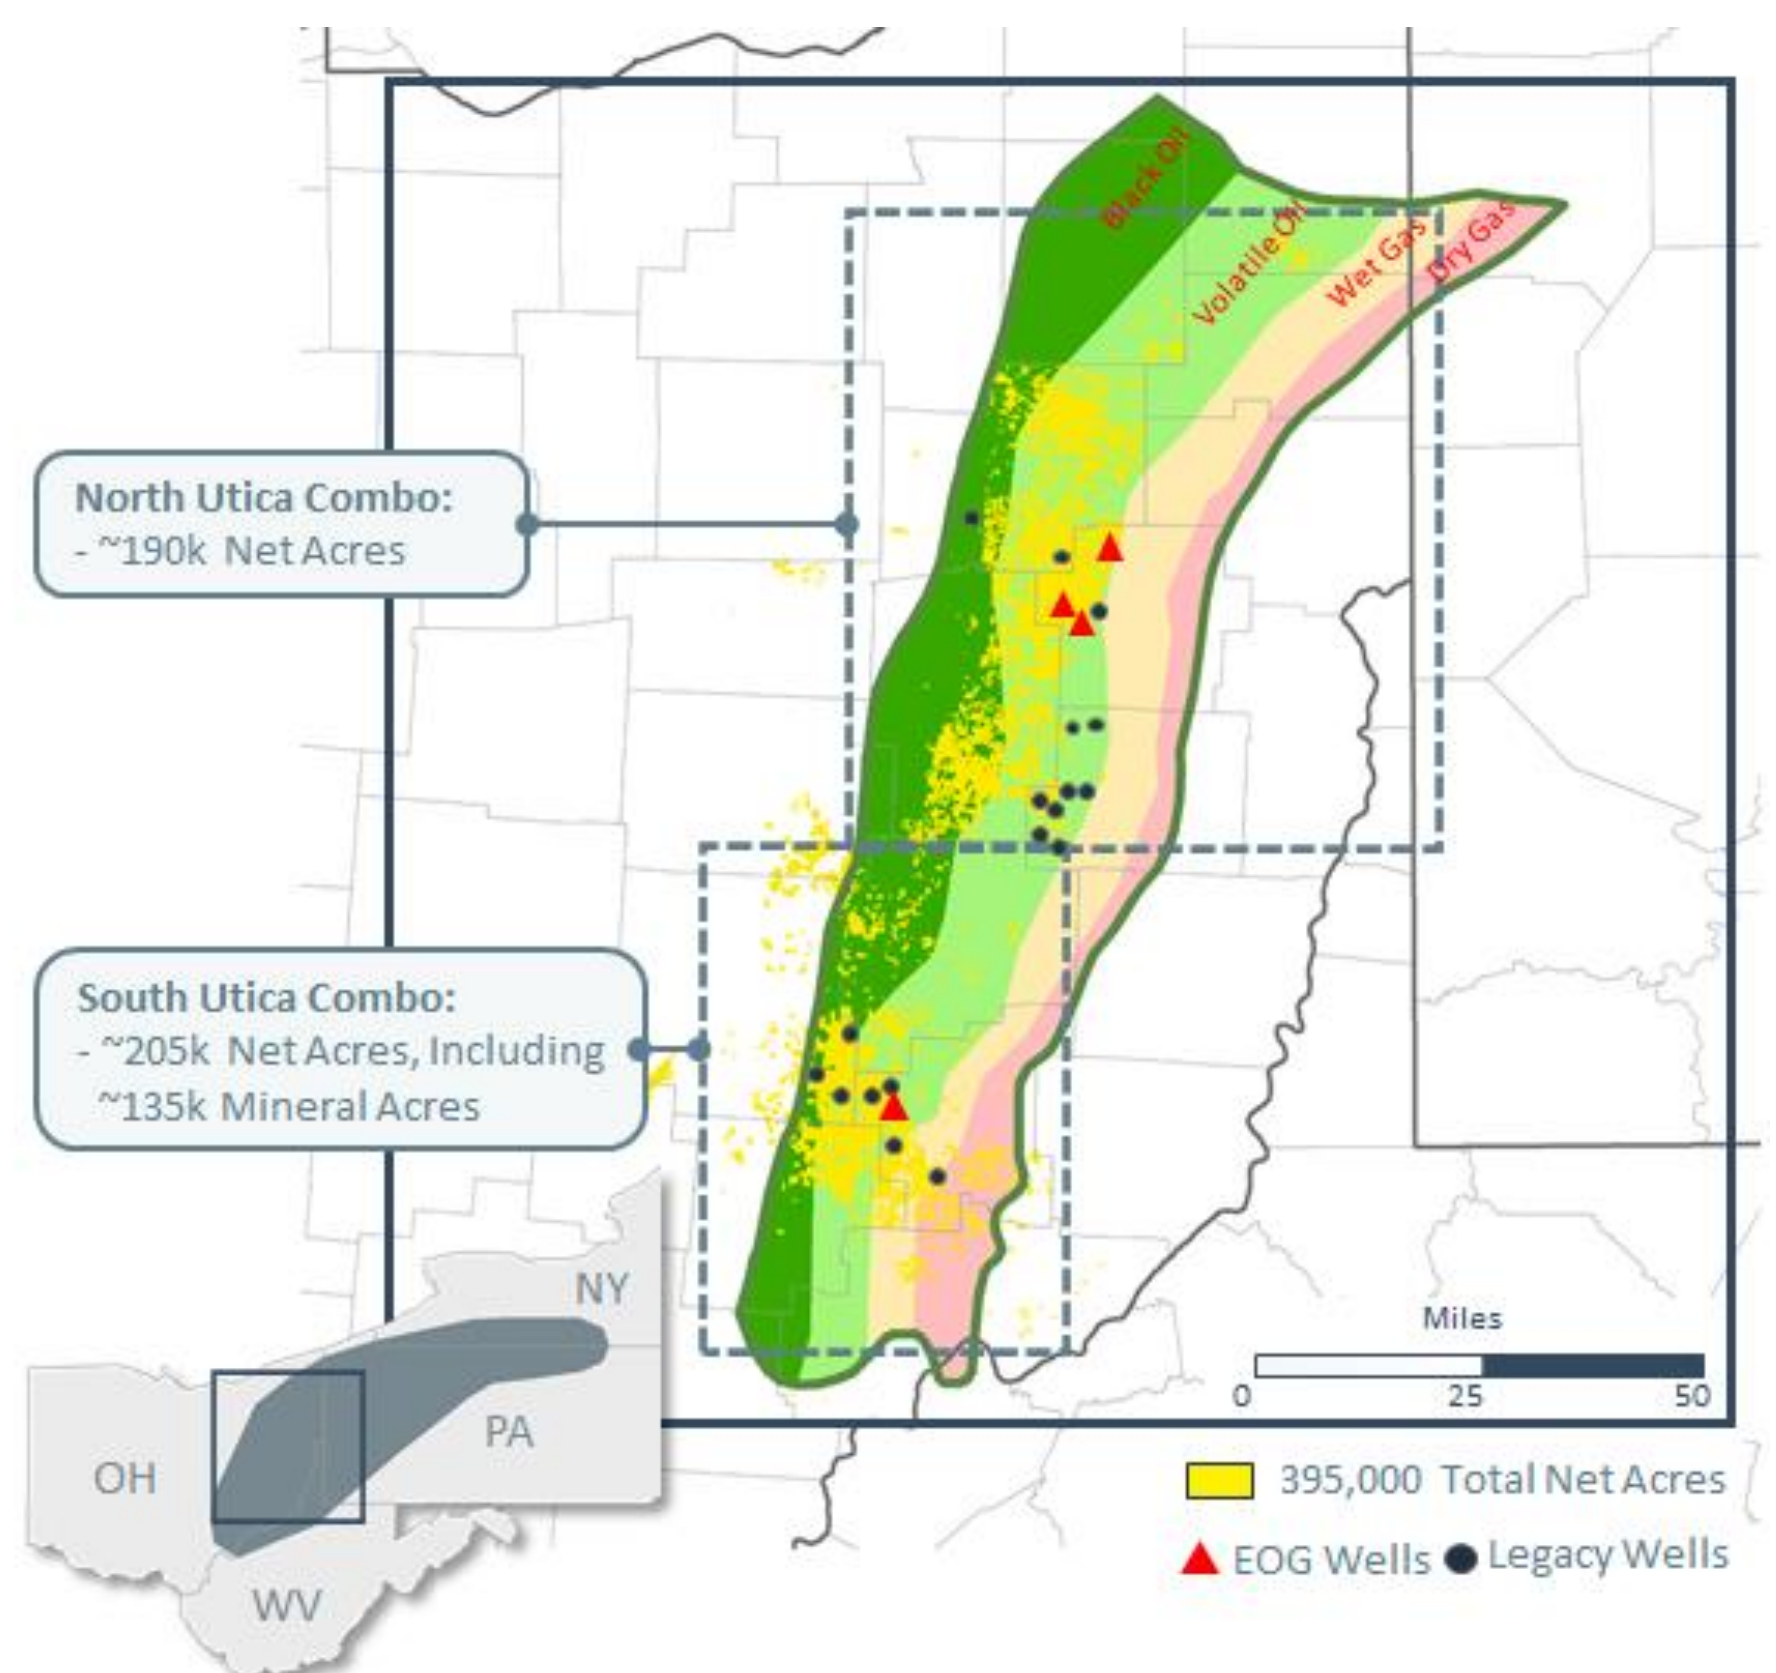 Black Oil
Volatile Oil
Wet Gas
Dry Gas
North Utica Combo:
- ~190k Net Acres
South Utica Combo:
- ~205k Net Acres, Including
~135k Mineral Acres
NY
PA
OH
WV
Miles
0 25 50
395,000 Total Net Acres
EOG Wells Legacy Wells